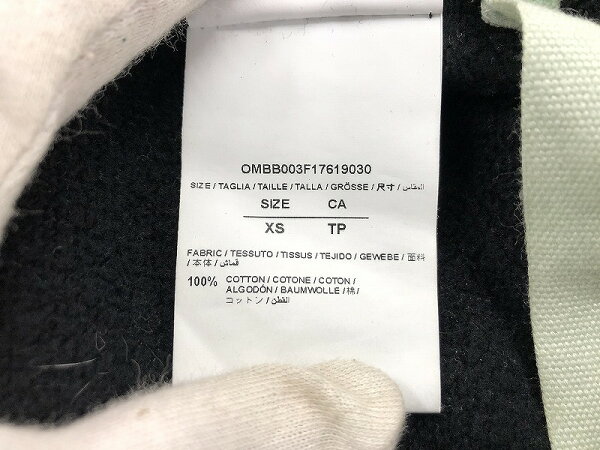 OMBB003F17619030
SIZE / TAGLIA / TAILLE / TALLA / GRÖSSE / 尺寸 / المقاس
SIZE CA
XS TP
FABRIC / TESSUTO / TISSUS / TEJIDO / GEWEBE / 面料
/ 本体 / قماش
100% COTTON / COTONE / COTON /
ALGODÓN / BAUMWOLLE / 棉 /
コットン / القطن